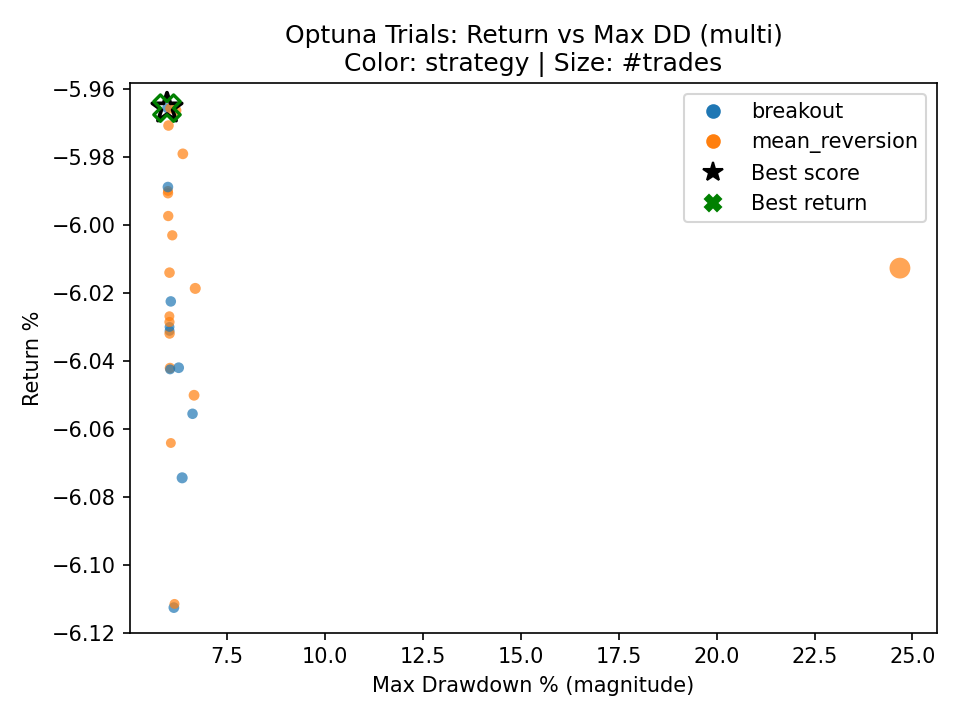 Optuna Trials: Return vs Max DD (multi)
Color: strategy | Size: #trades
−5.96
−5.98
−6.00
−6.02
−6.04
−6.06
−6.08
−6.10
−6.12
Return %
breakout
mean_reversion
Best score
Best return
7.5
10.0
12.5
15.0
17.5
20.0
22.5
25.0
Max Drawdown % (magnitude)